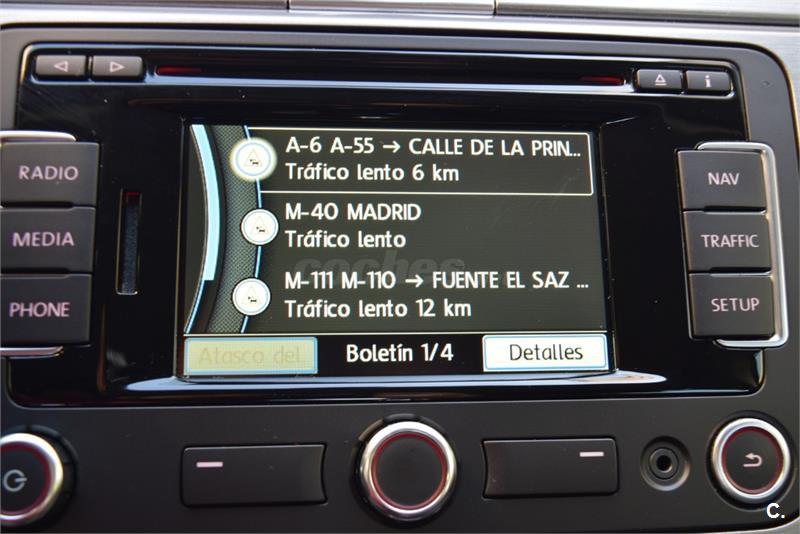 RADIO
MEDIA
PHONE
A-6 A-55 → CALLE DE LA PRIN...
Tráfico lento 6 km
M-40 MADRID
Tráfico lento
M-111 M-110 → FUENTE EL SAZ ...
Tráfico lento 12 km
Atasco del.
Boletín 1/4
Detalles
NAV
TRAFFIC
SETUP
i
coches
C.